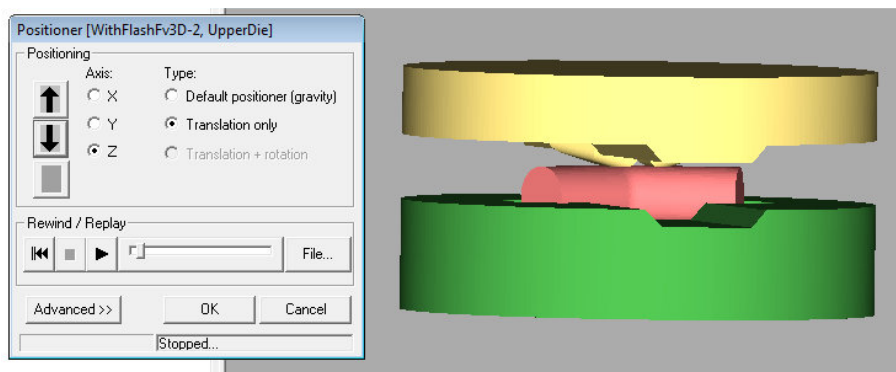 Positioner [WithFlashFv3D-2, UpperDie]
Positioning
Axis: Type:
X Default positioner (gravity)
Y Translation only
Z Translation + rotation
Rewind / Replay
File...
Advanced >> OK Cancel
Stopped...